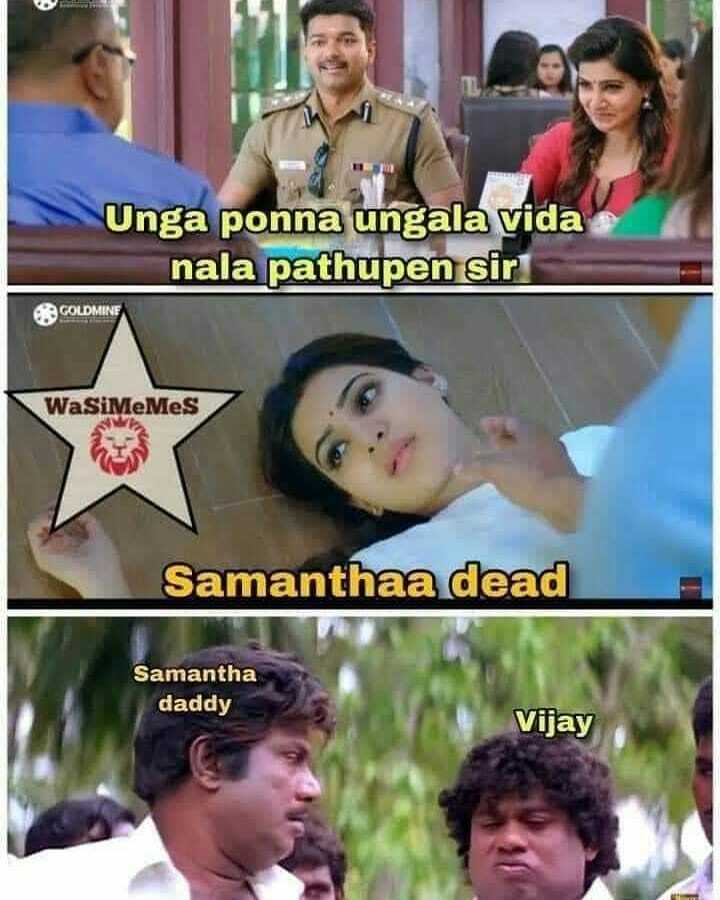 Unga ponna ungala vida
nala pathupen sir
GOLDMINE
WaSiMeMeS
Samanthaa dead
Samantha
daddy
Vijay